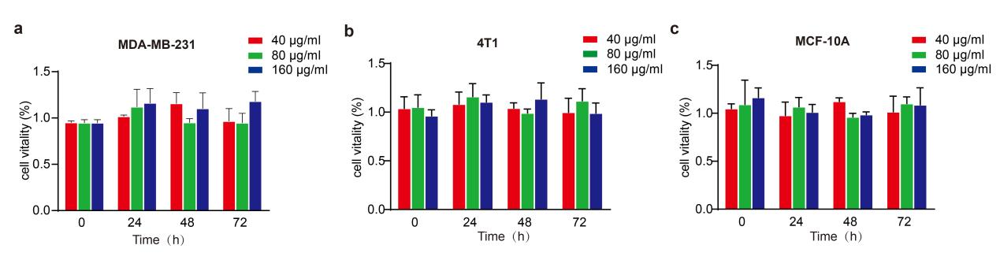 a
MDA-MB-231
40 μg/ml
80 μg/ml
160 μg/ml
cell vitality (%)
1.5
1.0
0.5
0.0
0 24 48 72
Time（h）
b
4T1
40 μg/ml
80 μg/ml
160 μg/ml
cell vitality (%)
1.5
1.0
0.5
0.0
0 24 48 72
Time（h）
c
MCF-10A
40 μg/ml
80 μg/ml
160 μg/ml
cell vitality (%)
1.5
1.0
0.5
0.0
0 24 48 72
Time（h）